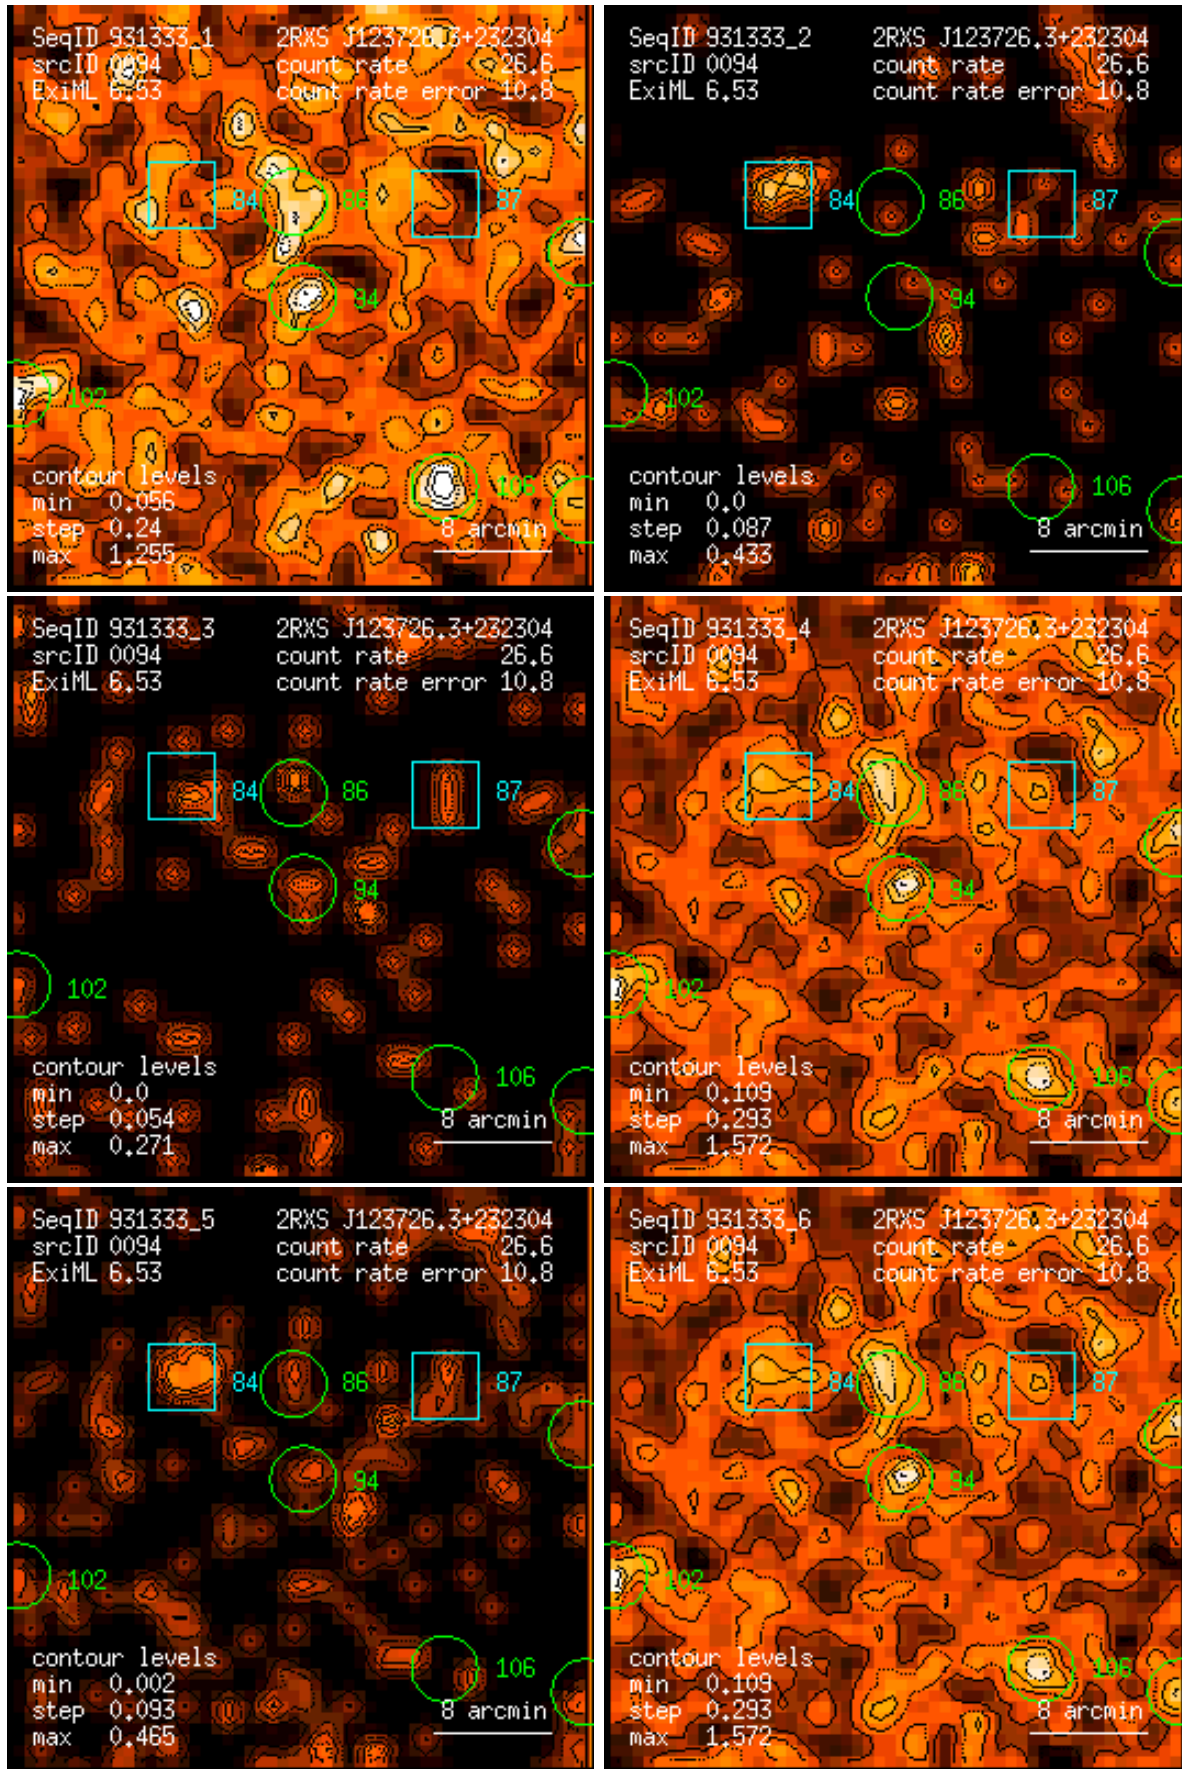 SeqID 931333_1 2RXS J123726.3+232304
srcID 0094 count rate 26.6
ExiML 6.53 count rate error 10.8
84 86 87
94
102
contour levels
min 0.056
106
step 0.24 8 arcmin
max 1.255
SeqID 931333_2 2RXS J123726.3+232304
srcID 0094 count rate 26.6
ExiML 6.53 count rate error 10.8
84 86 87
94
102
contour levels
min 0.0
106
step 0.087 8 arcmin
max 0.433
SeqID 931333_3 2RXS J123726.3+232304
srcID 0094 count rate 26.6
ExiML 6.53 count rate error 10.8
84 86 87
94
102
contour levels
min 0.0
106
step 0.054 8 arcmin
max 0.271
SeqID 931333_4 2RXS J123726.3+232304
srcID 0094 count rate 26.6
ExiML 6.53 count rate error 10.8
84 86 87
94
102
contour levels
min 0.109
106
step 0.293 8 arcmin
max 1.572
SeqID 931333_5 2RXS J123726.3+232304
srcID 0094 count rate 26.6
ExiML 6.53 count rate error 10.8
84 86 87
94
102
contour levels
min 0.002
106
step 0.093 8 arcmin
max 0.465
SeqID 931333_6 2RXS J123726.3+232304
srcID 0094 count rate 26.6
ExiML 6.53 count rate error 10.8
84 86 87
94
102
contour levels
min 0.109
106
step 0.293 8 arcmin
max 1.572